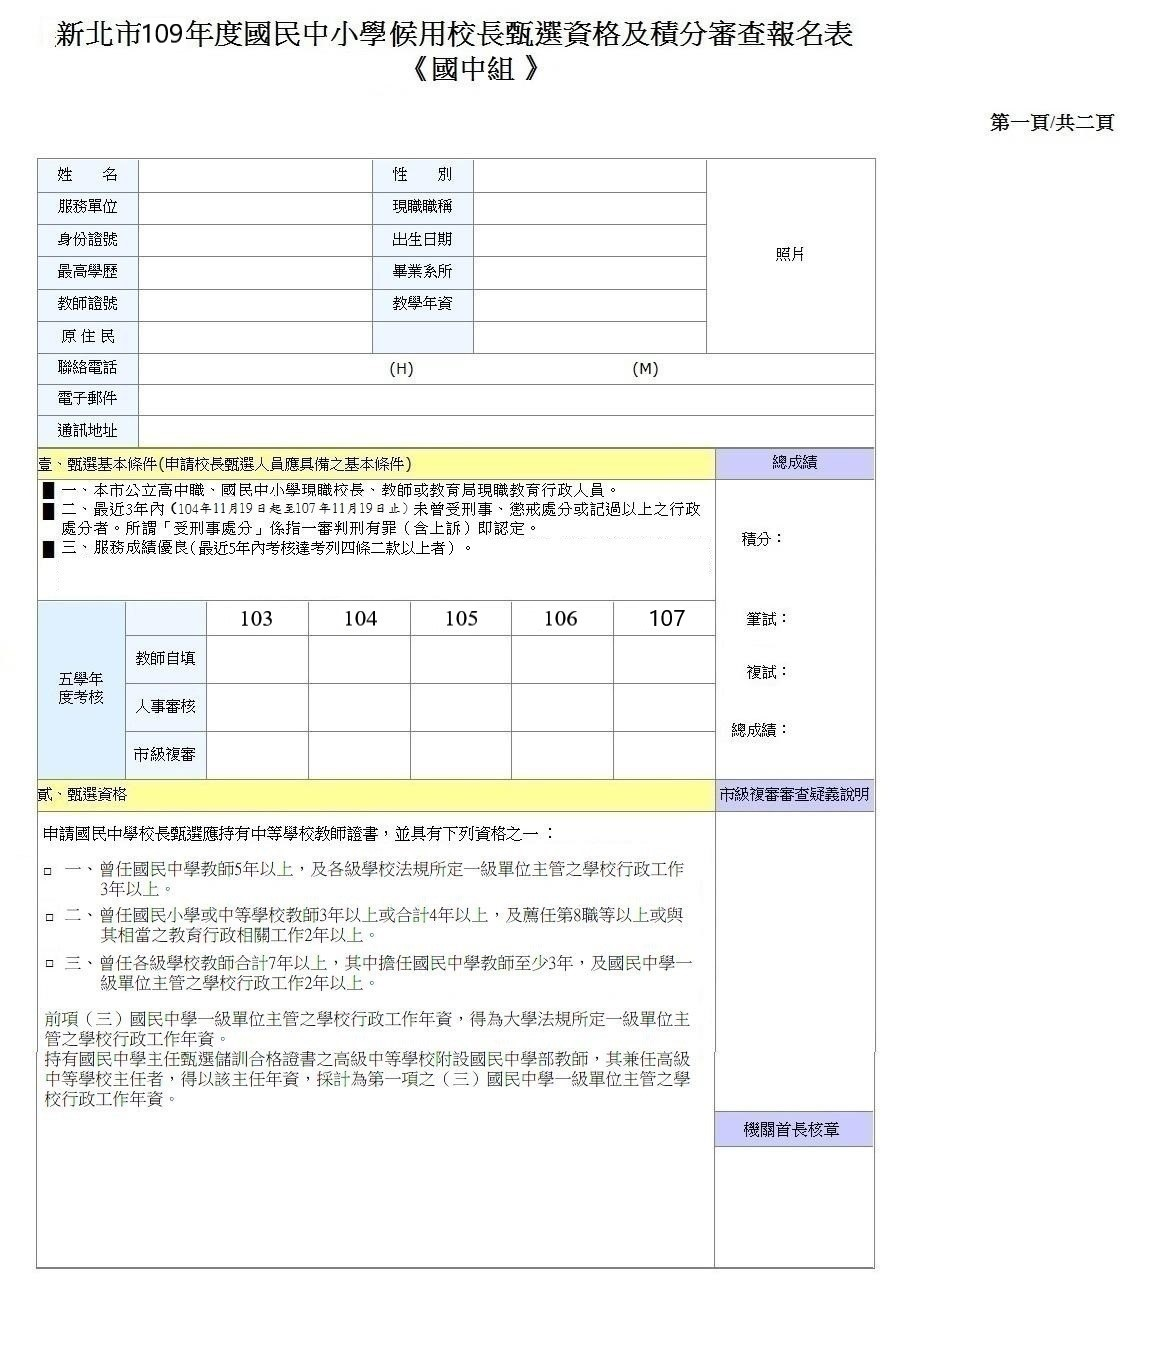 新北市109年度國民中小學候用校長甄選資格及積分審查報名表
《國中組 》
第一頁/共二頁
姓 名
性 別
照片
服務單位
現職職稱
身份證號
出生日期
最高學歷
畢業系所
教師證號
教學年資
原 住 民
聯絡電話
(H)
(M)
電子郵件
通訊地址
壹、甄選基本條件(申請校長甄選人員應具備之基本條件)
總成績
一、本市公立高中職、國民中小學現職校長、教師或教育局現職教育行政人員。
二、最近3年內（104年11月19日起至107年11月19日止）未曾受刑事、懲戒處分或記過以上之行政
處分者。所謂「受刑事處分」係指一審判刑有罪（含上訴）即認定。
三、服務成績優良(最近5年內考核達考列四條二款以上者）。
積分：
筆試：
複試：
總成績：
五學年
度考核
103
104
105
106
107
教師自填
人事審核
市級複審
貳、甄選資格
市級複審審查疑義說明
申請國民中學校長甄選應持有中等學校教師證書，並具有下列資格之一：
□ 一、曾任國民中學教師5年以上，及各級學校法規所定一級單位主管之學校行政工作
3年以上。
□ 二、曾任國民小學或中等學校教師3年以上或合計4年以上，及薦任第8職等以上或與
其相當之教育行政相關工作2年以上。
□ 三、曾任各級學校教師合計7年以上，其中擔任國民中學教師至少3年，及國民中學一
級單位主管之學校行政工作2年以上。
前項（三）國民中學一級單位主管之學校行政工作年資，得為大學法規所定一級單位主
管之學校行政工作年資。
持有國民中學主任甄選儲訓合格證書之高級中等學校附設國民中學部教師，其兼任高級
中等學校主任者，得以該主任年資，採計為第一項之（三）國民中學一級單位主管之學
校行政工作年資。
機關首長核章